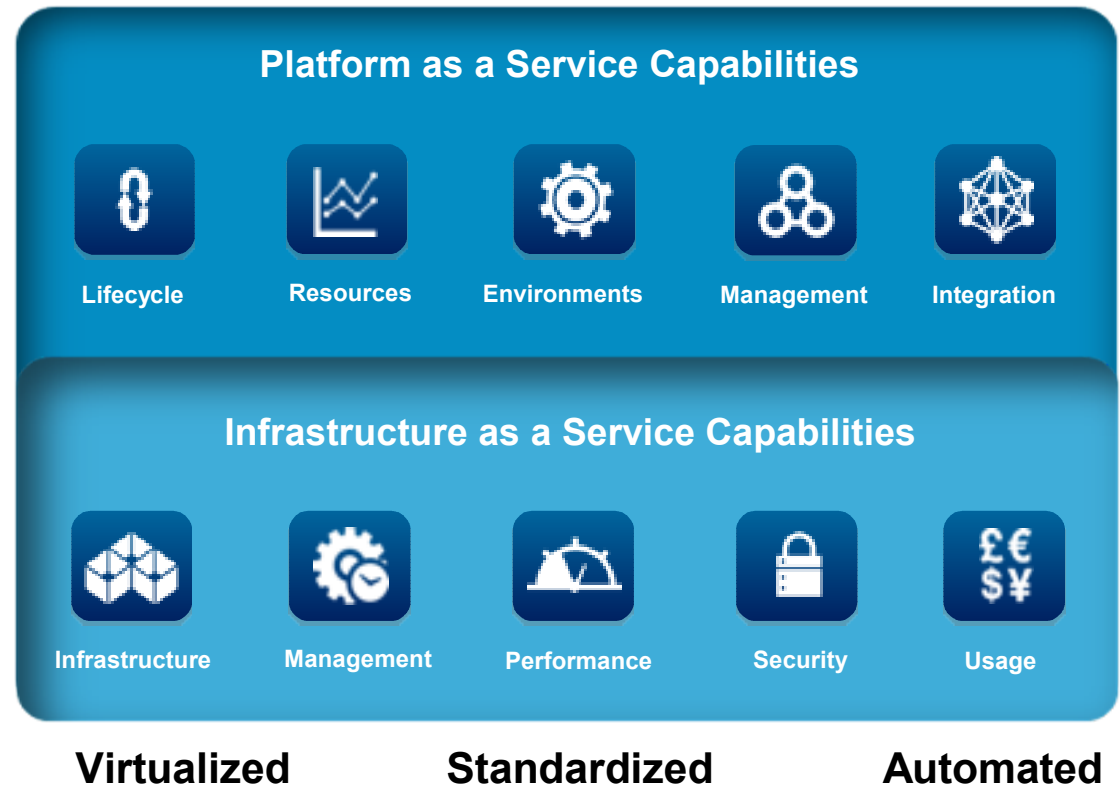 Platform as a Service Capabilities
Lifecycle
Resources
Environments
Management
Integration
Infrastructure as a Service Capabilities
£€
$¥
Infrastructure
Management
Performance
Security
Usage
Virtualized
Standardized
Automated